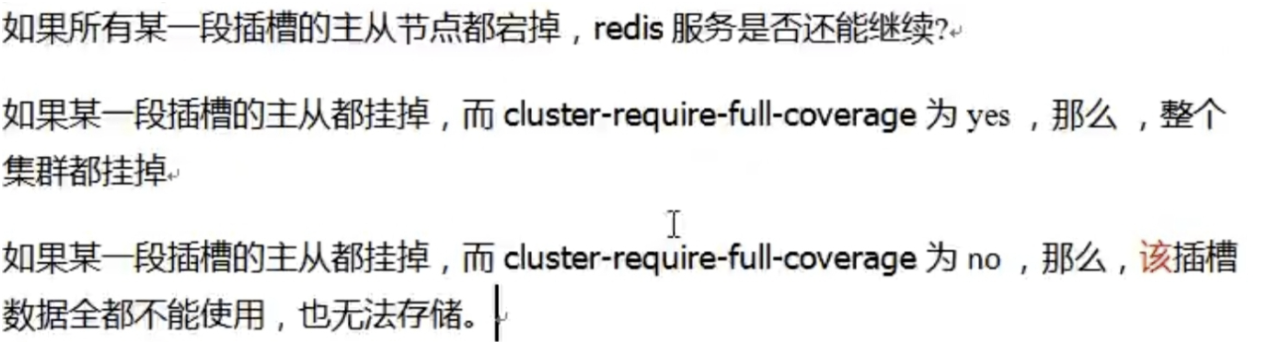 如果所有某一段插槽的主从节点都宕掉，redis 服务是否还能继续?
如果某一段插槽的主从都挂掉，而 cluster-require-full-coverage 为 yes ，那么 ，整个
集群都挂掉
如果某一段插槽的主从都挂掉，而 cluster-require-full-coverage 为 no ，那么，该插槽
数据全都不能使用，也无法存储。